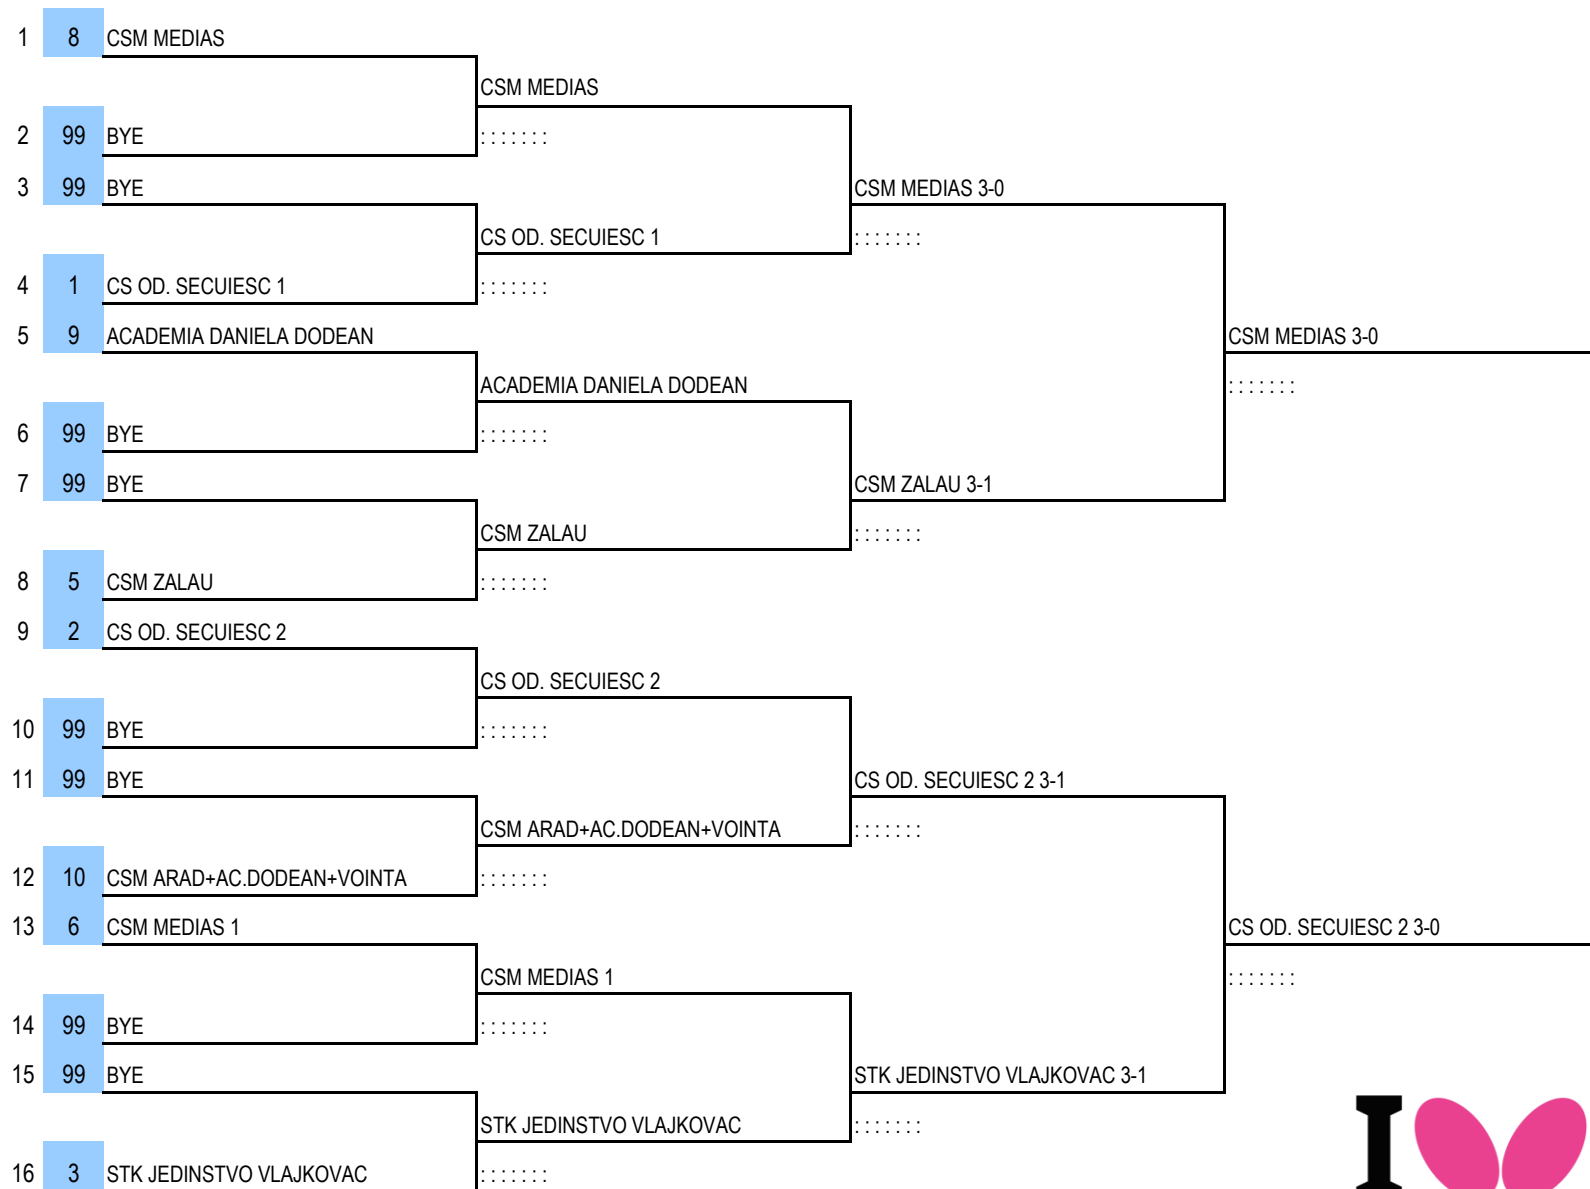 1 8 CSM MEDIAS
CSM MEDIAS
2 99 BYE : : : : : : :
3 99 BYE CSM MEDIAS 3-0
CS OD. SECUIESC 1 : : : : : : :
4 1 CS OD. SECUIESC 1 : : : : : : :
5 9 ACADEMIA DANIELA DODEAN CSM MEDIAS 3-0
ACADEMIA DANIELA DODEAN : : : : : : :
6 99 BYE : : : : : : :
7 99 BYE CSM ZALAU 3-1
CSM ZALAU : : : : : : :
8 5 CSM ZALAU : : : : : : :
9 2 CS OD. SECUIESC 2
CS OD. SECUIESC 2
10 99 BYE : : : : : : :
11 99 BYE CS OD. SECUIESC 2 3-1
CSM ARAD+AC.DODEAN+VOINTA : : : : : : :
12 10 CSM ARAD+AC.DODEAN+VOINTA : : : : : : :
13 6 CSM MEDIAS 1 CS OD. SECUIESC 2 3-0
CSM MEDIAS 1 : : : : : : :
14 99 BYE : : : : : : :
15 99 BYE STK JEDINSTVO VLAJKOVAC 3-1
STK JEDINSTVO VLAJKOVAC : : : : : : :
16 3 STK JEDINSTVO VLAJKOVAC : : : : : : :
I